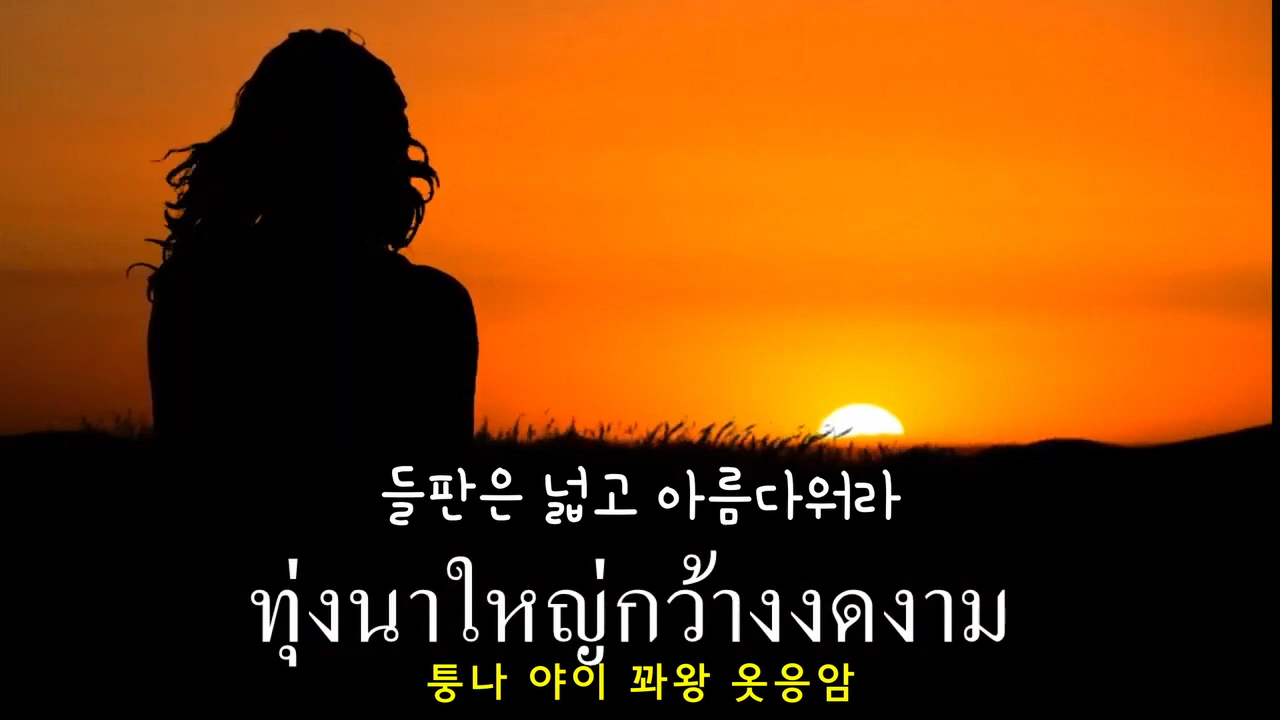 들판은 넓고 아름다워라
ทุ่งนาใหญ่กว้างงดงาม
퉁나 야이 꽈왕 옷응암